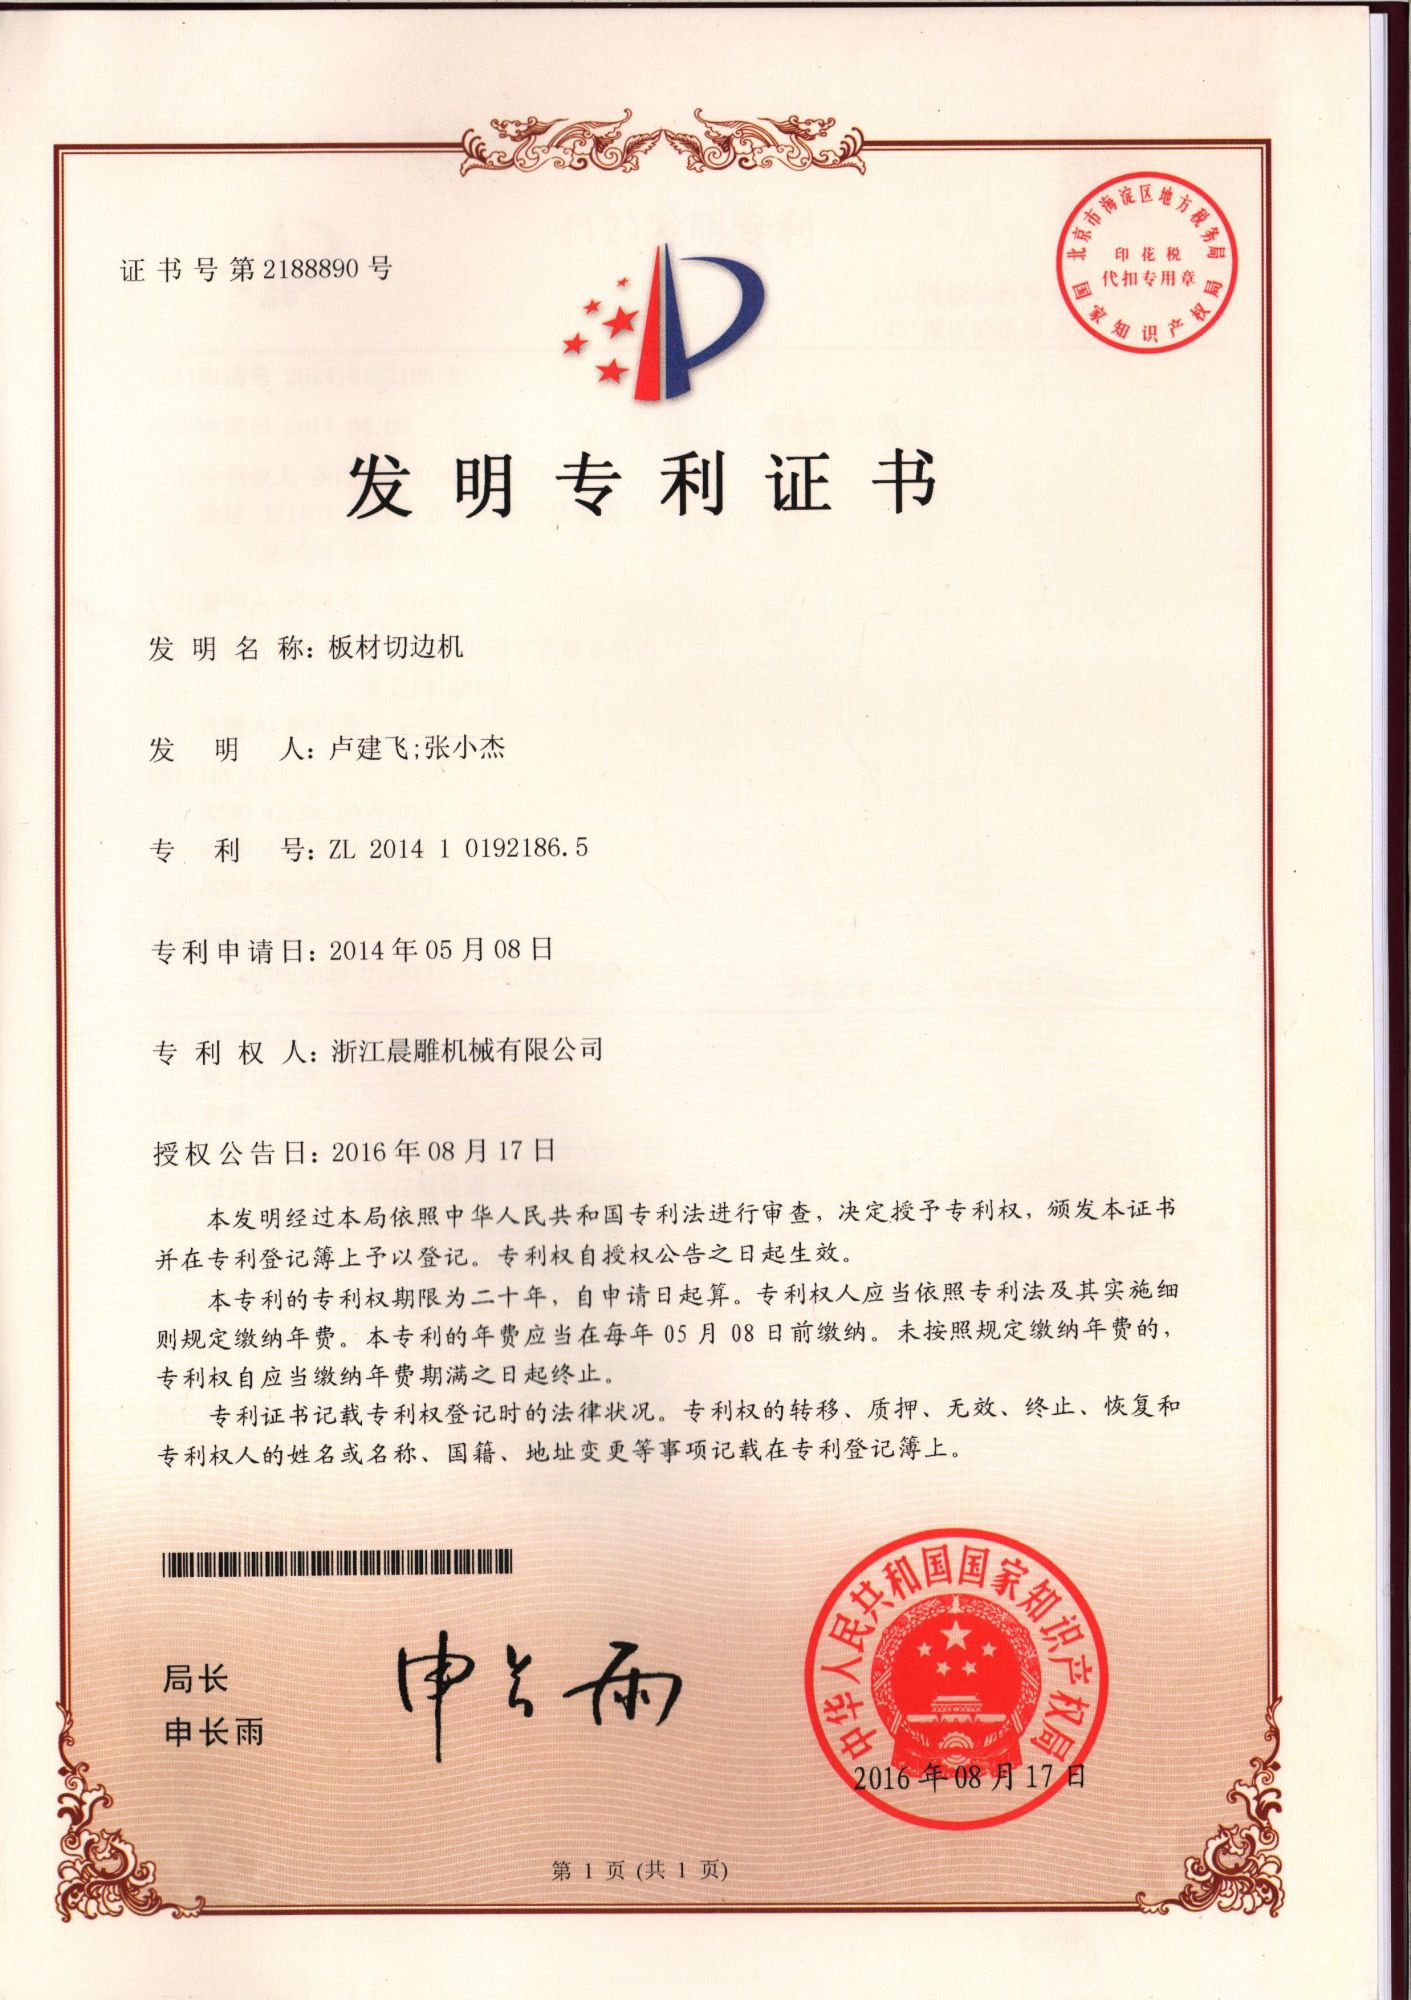 证书号第2188890号
北京市海淀区地方税务局
印花税
代扣专用章
国家知识产权局
发明专利证书
发明名称：板材切边机
发明人：卢建飞;张小杰
专利号：ZL 2014 1 0192186.5
专利申请日：2014年05月08日
专利权人：浙江晨雕机械有限公司
授权公告日：2016年08月17日
本发明经过本局依照中华人民共和国专利法进行审查，决定授予专利权，颁发本证书
并在专利登记簿上予以登记。专利权自授权公告之日起生效。
本专利的专利权期限为二十年，自申请日起算。专利权人应当依照专利法及其实施细
则规定缴纳年费。本专利的年费应当在每年05月08日前缴纳。未按照规定缴纳年费的，
专利权自应当缴纳年费期满之日起终止。
专利证书记载专利权登记时的法律状况。专利权的转移、质押、无效、终止、恢复和
专利权人的姓名或名称、国籍、地址变更等事项记载在专利登记簿上。
局长
申长雨
申长雨
中华人民共和国国家知识产权局
2016年08月17日
第 1 页 (共 1 页)